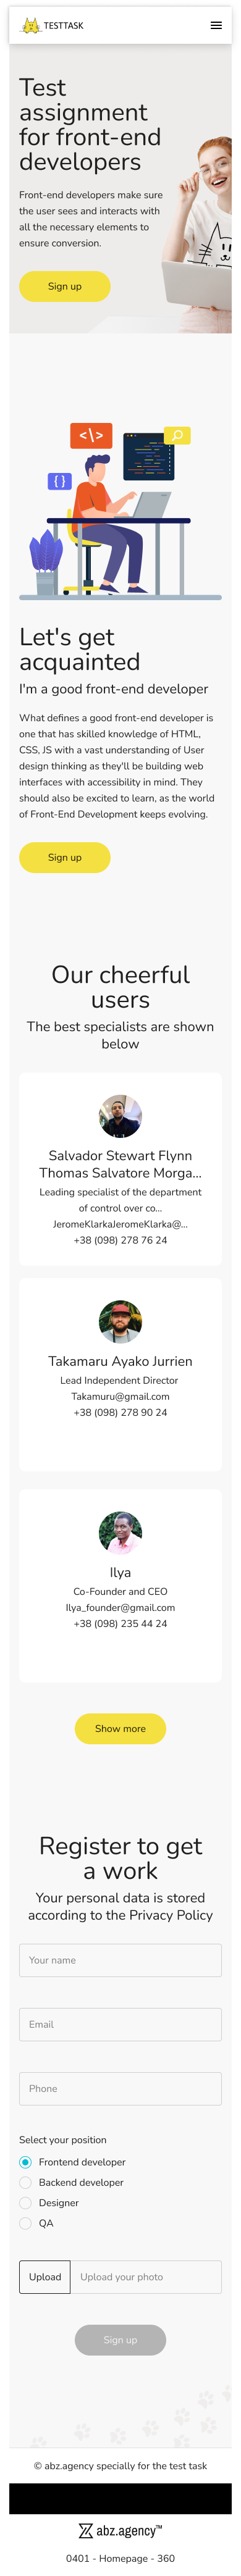 TESTTASK
Test
assignment
for front-end
developers
Front-end developers make sure
the user sees and interacts with
all the necessary elements to
ensure conversion.
Sign up
</>
{ }
Let's get
acquainted
I'm a good front-end developer
What defines a good front-end developer is
one that has skilled knowledge of HTML,
CSS, JS with a vast understanding of User
design thinking as they'll be building web
interfaces with accessibility in mind. They
should also be excited to learn, as the world
of Front-End Development keeps evolving.
Sign up
Our cheerful
users
The best specialists are shown
below
Salvador Stewart Flynn
Thomas Salvatore Morga...
Leading specialist of the department
of control over co...
JeromeKlarkaJeromeKlarka@...
+38 (098) 278 76 24
Takamaru Ayako Jurrien
Lead Independent Director
Takamuru@gmail.com
+38 (098) 278 90 24
Ilya
Co-Founder and CEO
Ilya_founder@gmail.com
+38 (098) 235 44 24
Show more
Register to get
a work
Your personal data is stored
according to the Privacy Policy
Your name
Email
Phone
Select your position
Frontend developer
Backend developer
Designer
QA
Upload Upload your photo
Sign up
© abz.agency specially for the test task
abz.agency™
0401 - Homepage - 360